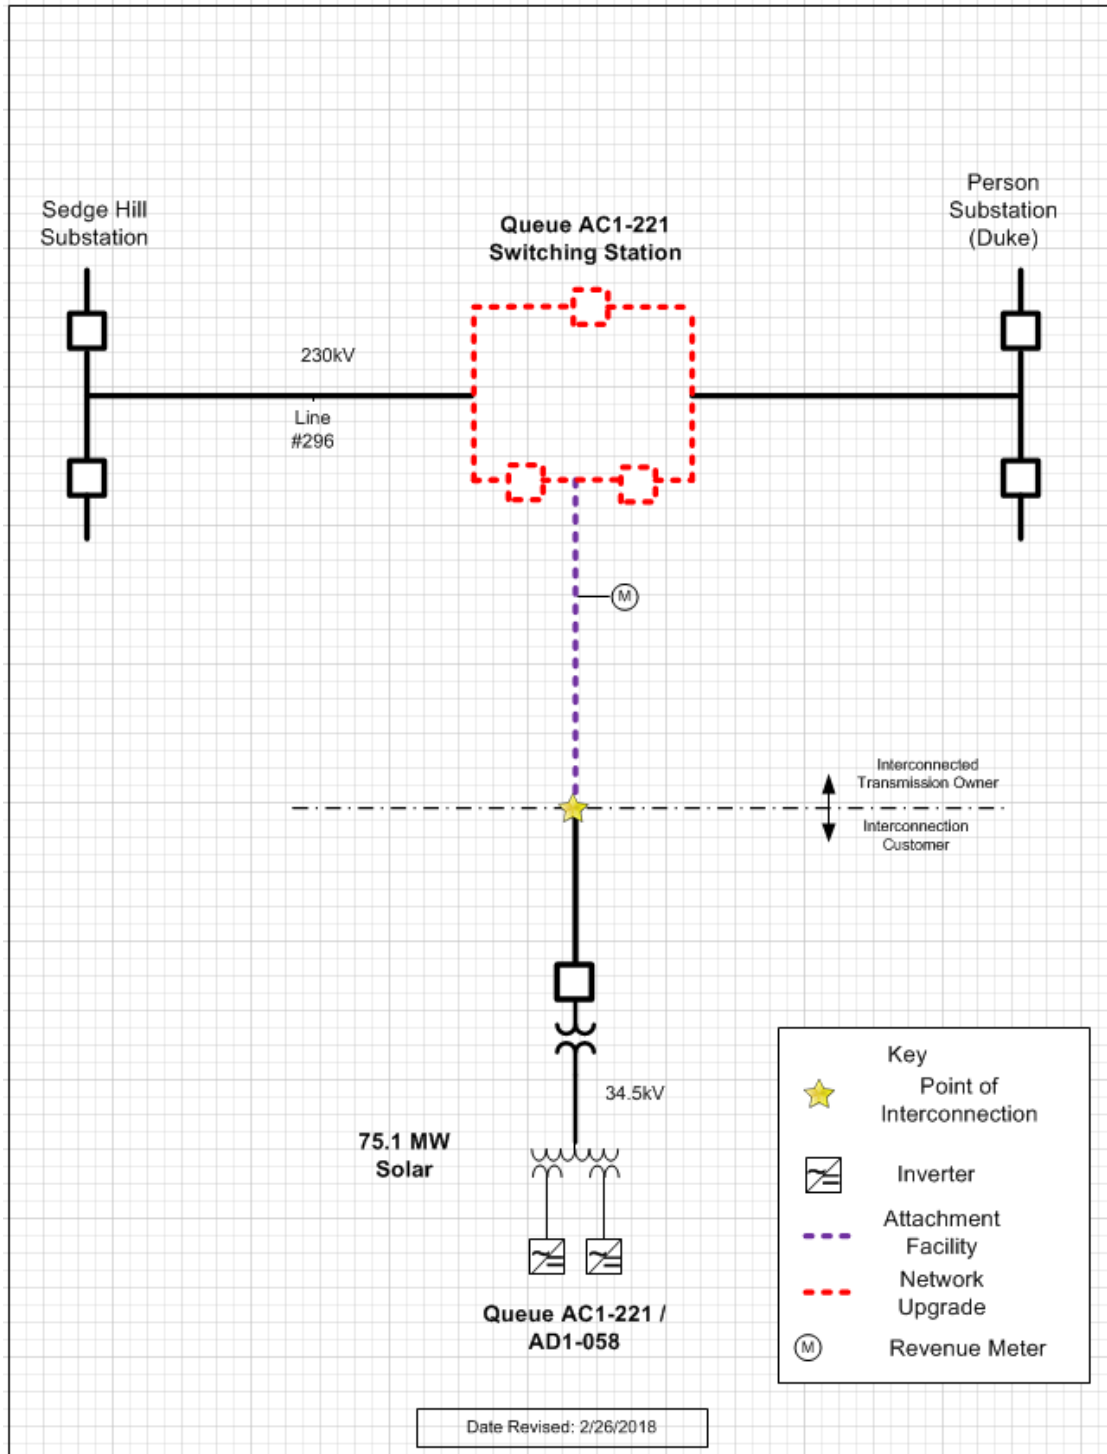 Sedge Hill
Substation
Queue AC1-221
Switching Station
Person
Substation
(Duke)
230kV
Line
#296
M
Interconnected
Transmission Owner
Interconnection
Customer
34.5kV
75.1 MW
Solar
Queue AC1-221 /
AD1-058
Key
Point of
Interconnection
Inverter
Attachment
Facility
Network
Upgrade
M
Revenue Meter
Date Revised: 2/26/2018